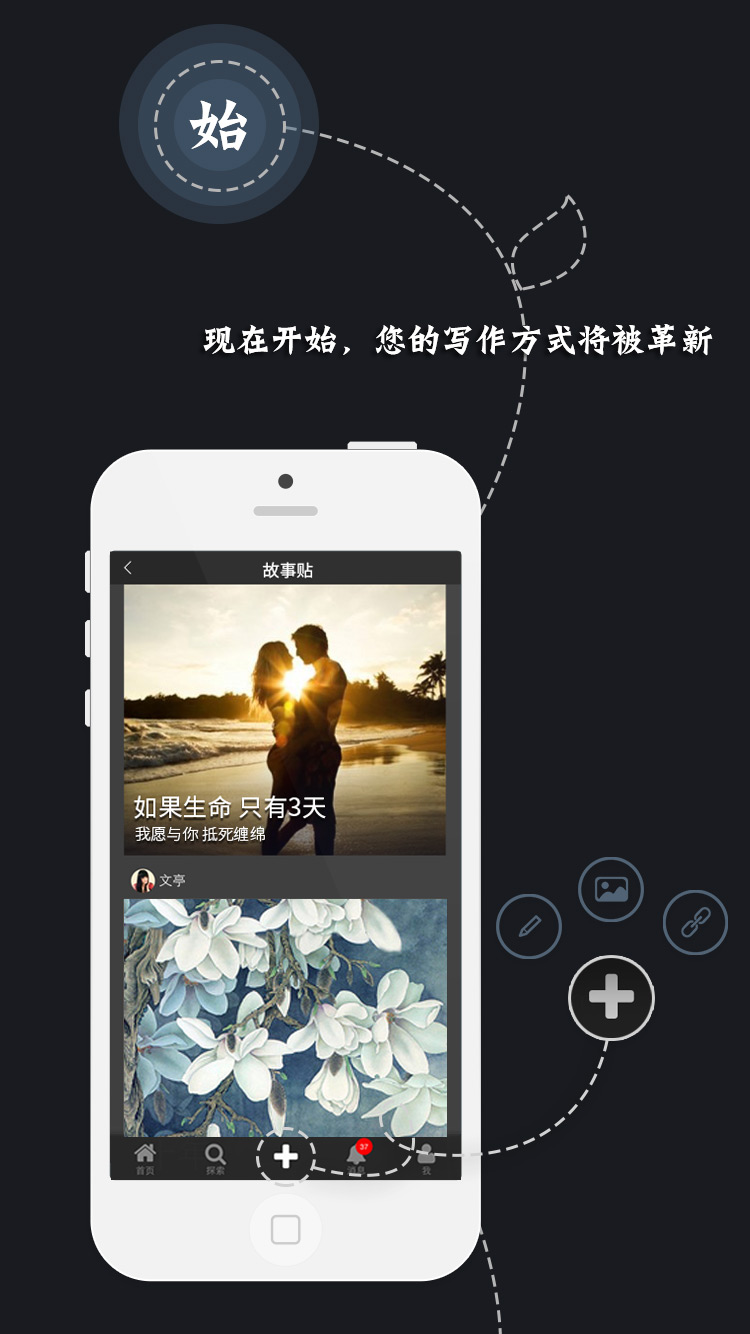 始
现在开始，您的写作方式将被革新
故事贴
如果生命 只有3天
我愿与你 抵死缠绵
文亭
37
首页 探索 消息 我